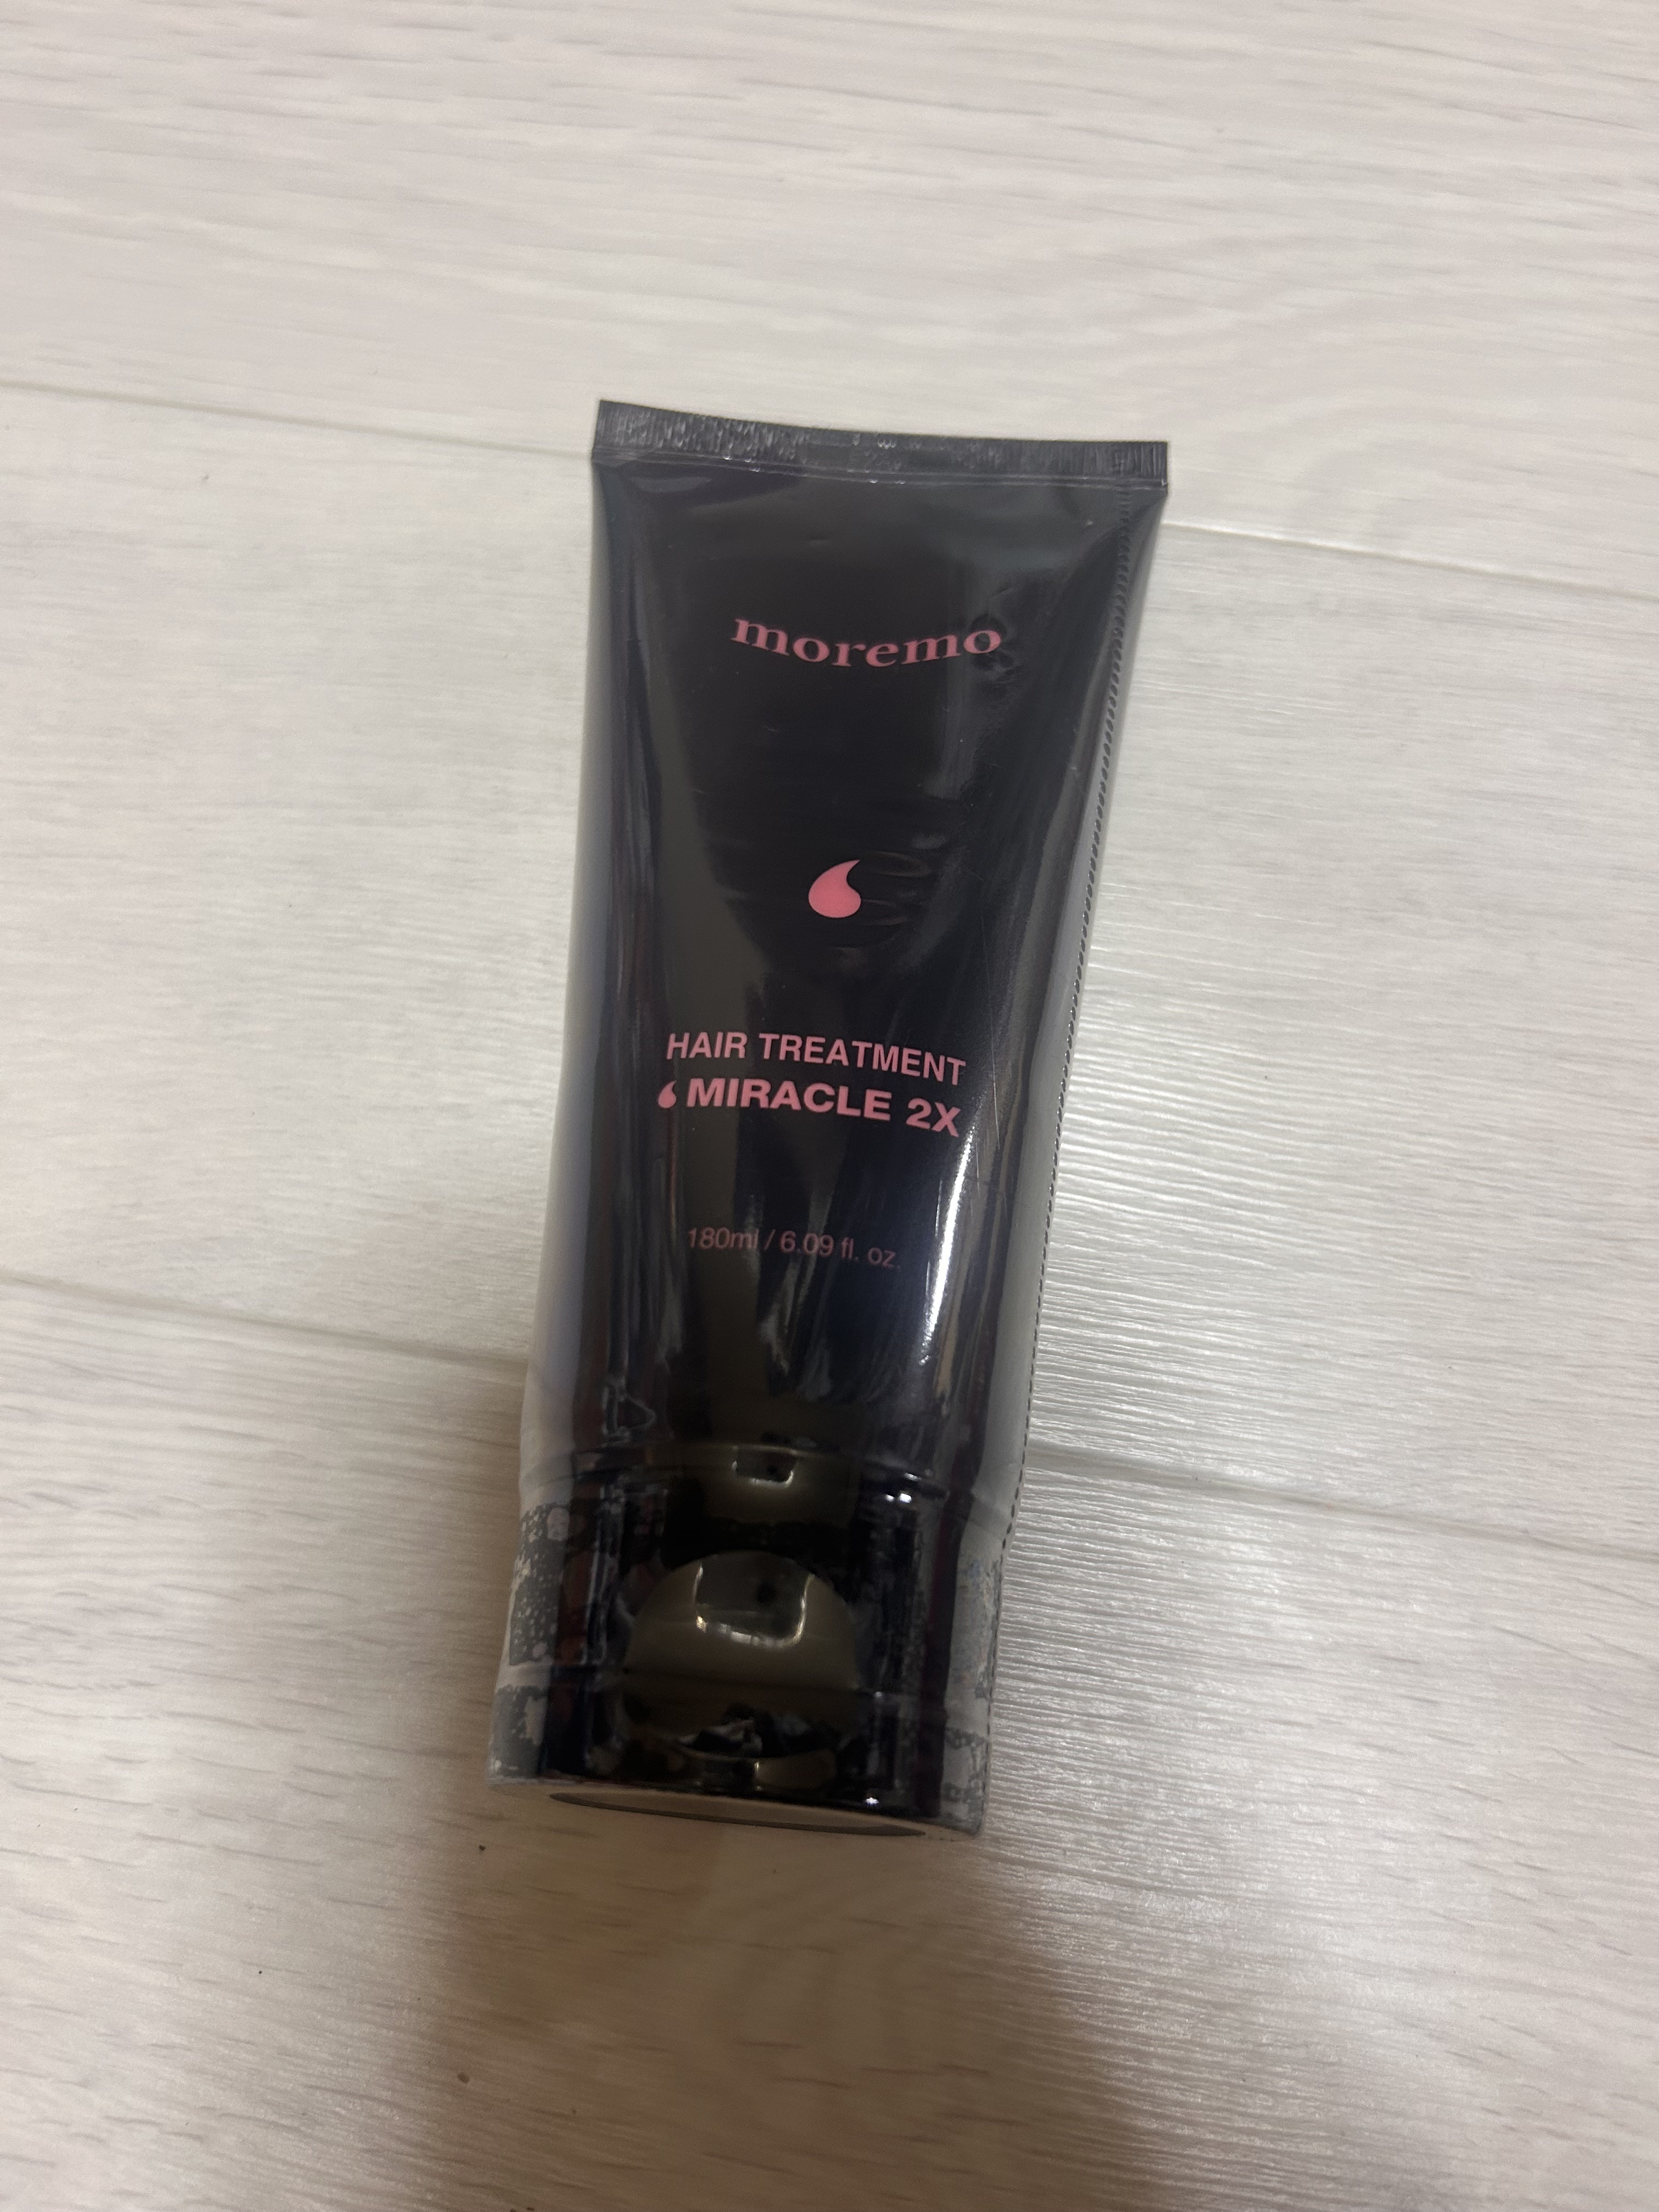 moremo
HAIR TREATMENT
MIRACLE 2X
180ml / 6.09 fl. oz.